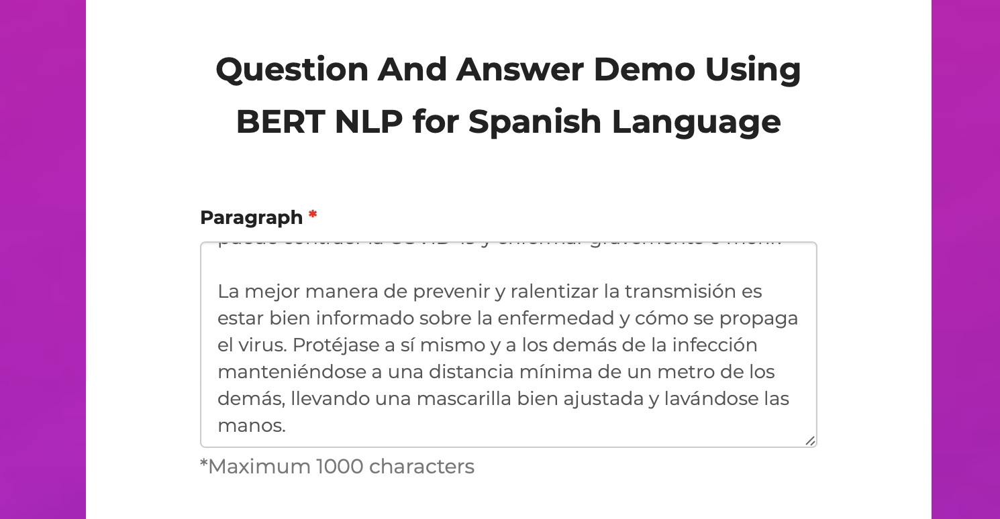 Question And Answer Demo Using
BERT NLP for Spanish Language
Paragraph *
La mejor manera de prevenir y ralentizar la transmisión es
estar bien informado sobre la enfermedad y cómo se propaga
el virus. Protéjase a sí mismo y a los demás de la infección
manteniéndose a una distancia mínima de un metro de los
demás, llevando una mascarilla bien ajustada y lavándose las
manos.
*Maximum 1000 characters